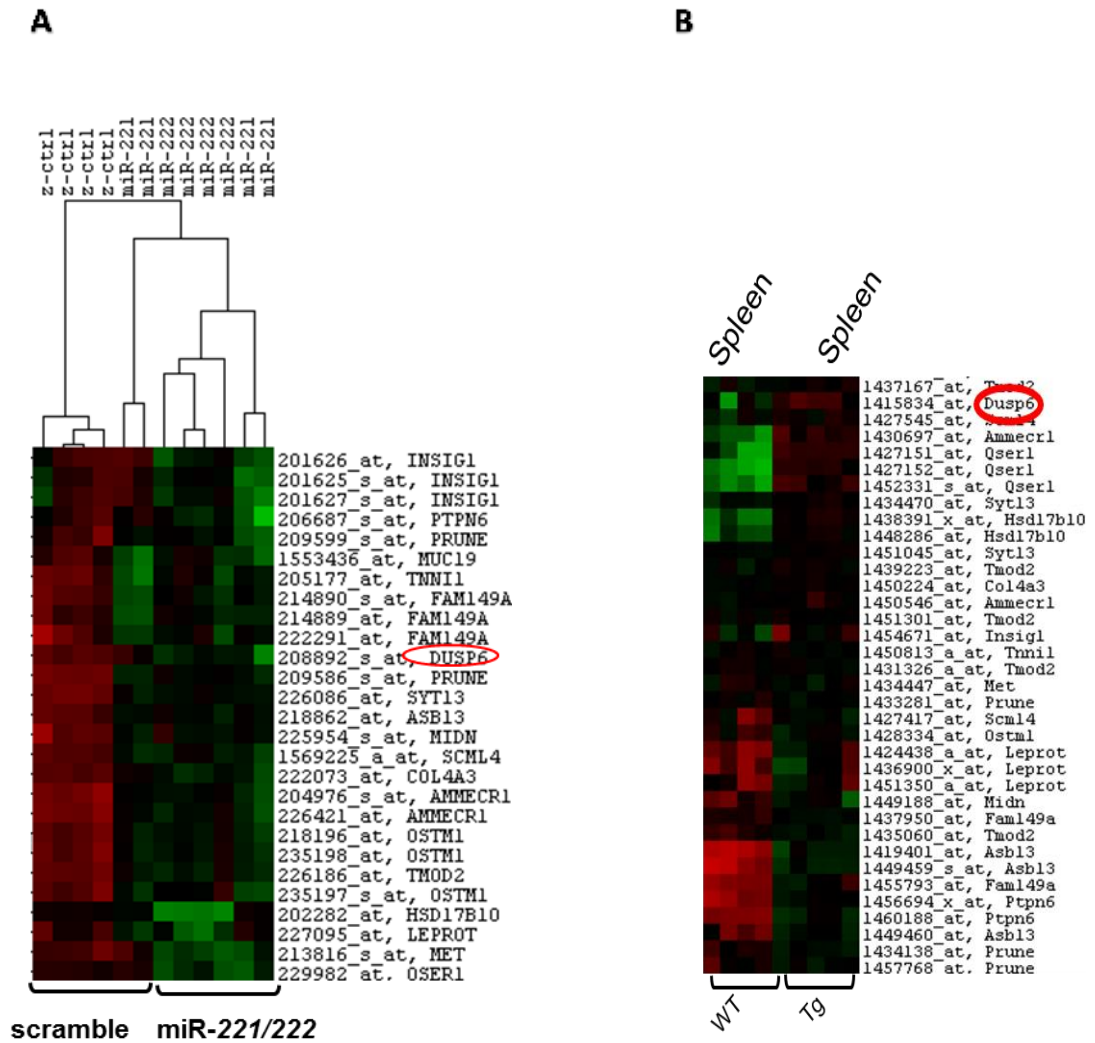 A
B
z-ctrl
z-ctrl
z-ctrl
z-ctrl
miR-221
miR-221
miR-222
miR-222
miR-222
miR-222
miR-221
miR-221
201626_at, INSIG1
201625_s_at, INSIG1
201627_s_at, INSIG1
206687_s_at, PTPN6
209599_s_at, PRUNE
1553436_at, MUC19
205177_at, TNNI1
214890_s_at, FAM149A
214889_at, FAM149A
222291_at, FAM149A
208892_s_at, DUSP6
209586_s_at, PRUNE
226086_at, SYT13
218862_at, ASB13
225954_s_at, MIDN
1569225_a_at, SCML4
222073_at, COL4A3
204976_s_at, AMMECR1
226421_at, AMMECR1
218196_at, OSTM1
235198_at, OSTM1
226186_at, TMOD2
235197_s_at, OSTM1
202282_at, HSD17B10
227095_at, LEPROT
213816_s_at, MET
229982_at, QSER1
scramble
miR-221/222
Spleen
Spleen
1437167_at, Tmod2
1415834_at, Dusp6
1427545_at, Scml4
1430697_at, Ammecr1
1427151_at, Qser1
1427152_at, Qser1
1452331_s_at, Qser1
1434470_at, Syt13
1438391_x_at, Hsd17b10
1448286_at, Hsd17b10
1451045_at, Syt13
1439223_at, Tmod2
1450224_at, Col4a3
1450546_at, Ammecr1
1451301_at, Tmod2
1454671_at, Insig1
1450813_a_at, Tnni1
1431326_a_at, Tmod2
1434447_at, Met
1433281_at, Prune
1427417_at, Scml4
1428334_at, Ostm1
1424438_a_at, Leprot
1436900_x_at, Leprot
1451350_a_at, Leprot
1449188_at, Midn
1437950_at, Fam149a
1435060_at, Tmod2
1419401_at, Asb13
1449459_s_at, Asb13
1455793_at, Fam149a
1456694_x_at, Ptpn6
1460188_at, Ptpn6
1449460_at, Asb13
1434138_at, Prune
1457768_at, Prune
WT
Tg